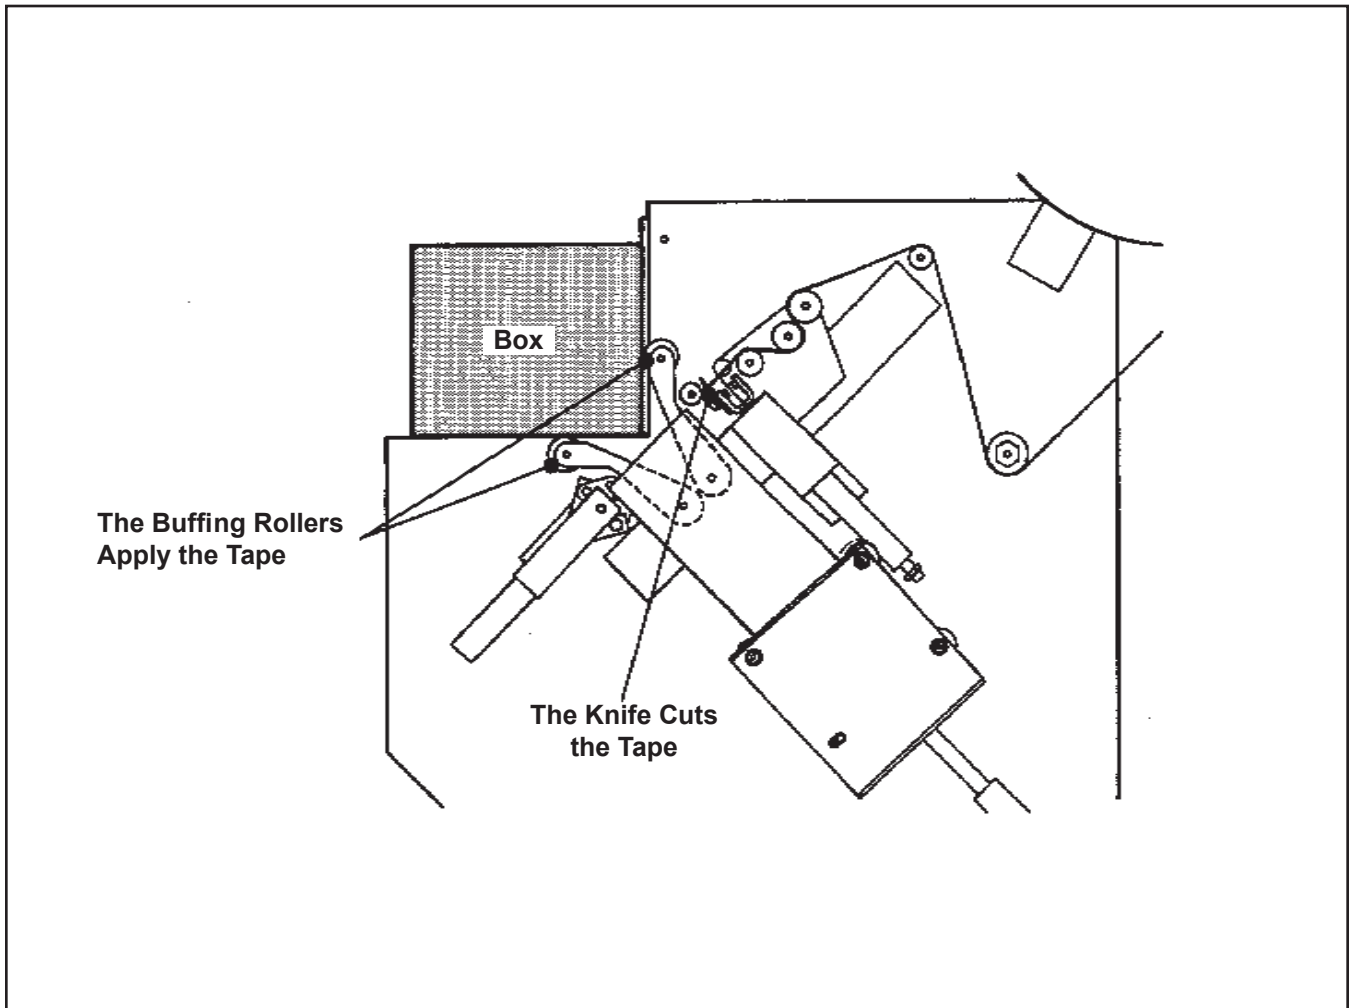 Box
The Buffing Rollers
Apply the Tape
The Knife Cuts
the Tape